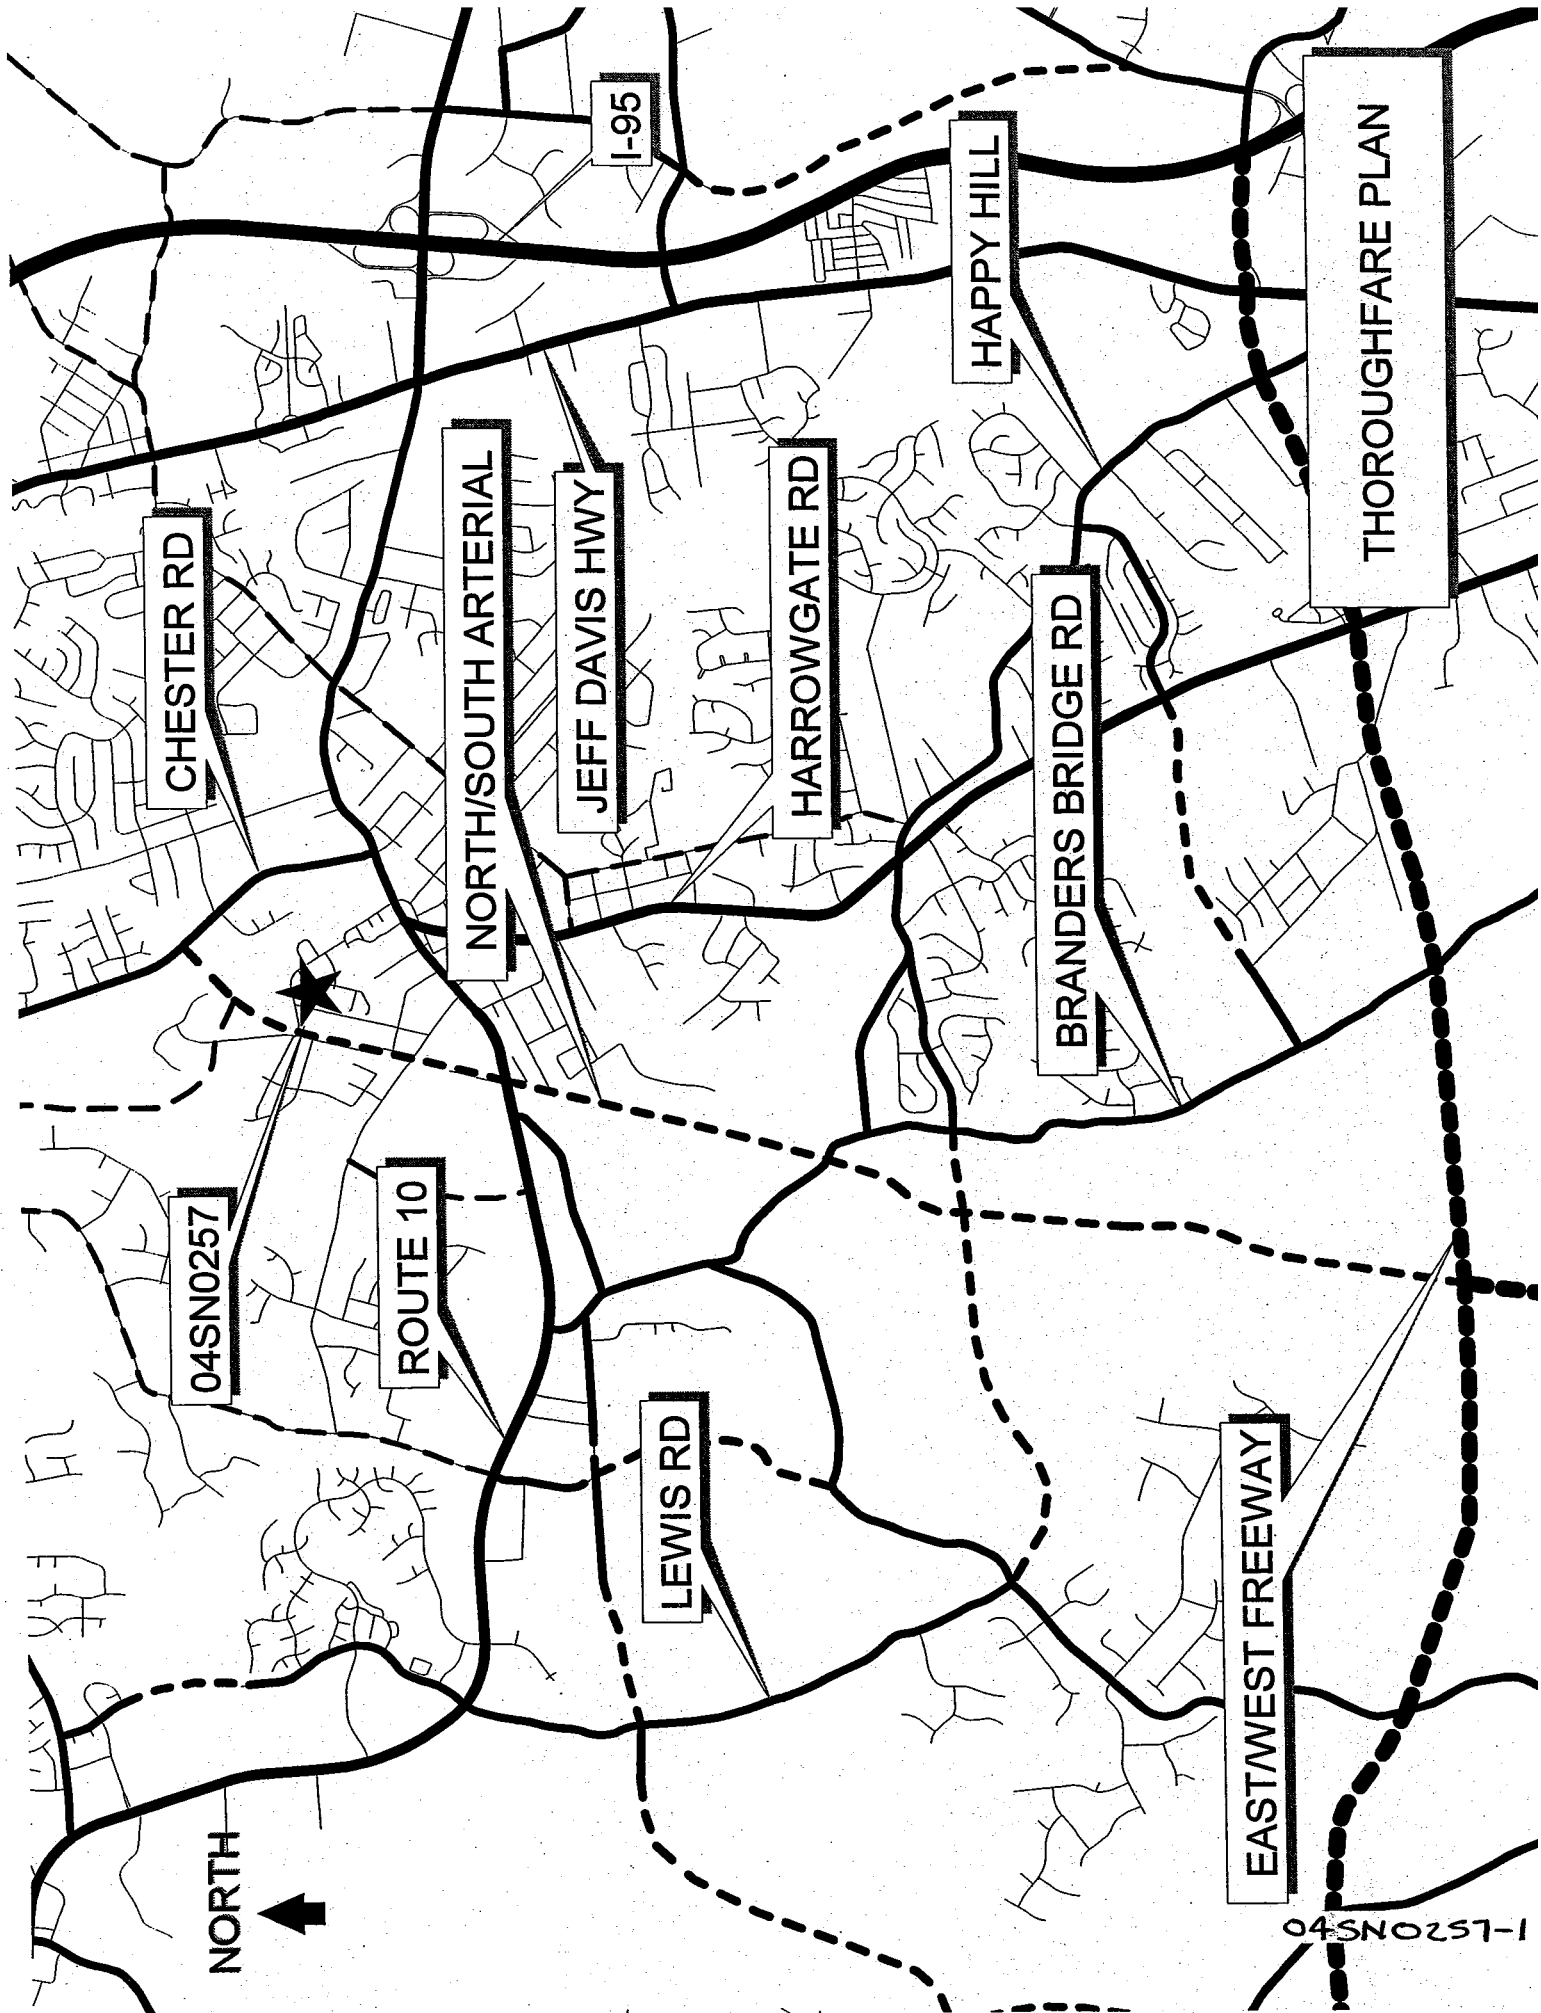 I-95
HAPPY HILL
THOROUGHFARE PLAN
CHESTER RD
NORTH/SOUTH ARTERIAL
JEFF DAVIS HWY
HARROWGATE RD
BRANDERS BRIDGE RD
04SN0257
ROUTE 10
LEWIS RD
EAST/WEST FREEWAY
NORTH
04SN0257-1